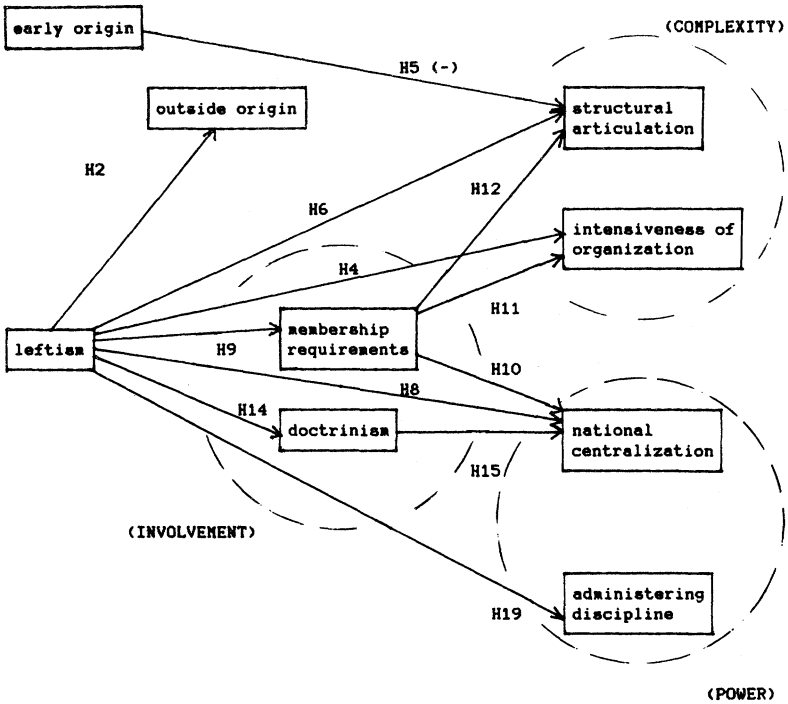 early origin
(COMPLEXITY)
H5 (-)
outside origin
structural
articulation
H2
H12
H6
intensiveness of
organization
H4
H11
membership
requirements
leftism
H9
H10
H8
H14
doctrinism
national
centralization
H15
(INVOLVEMENT)
administering
discipline
H19
(POWER)